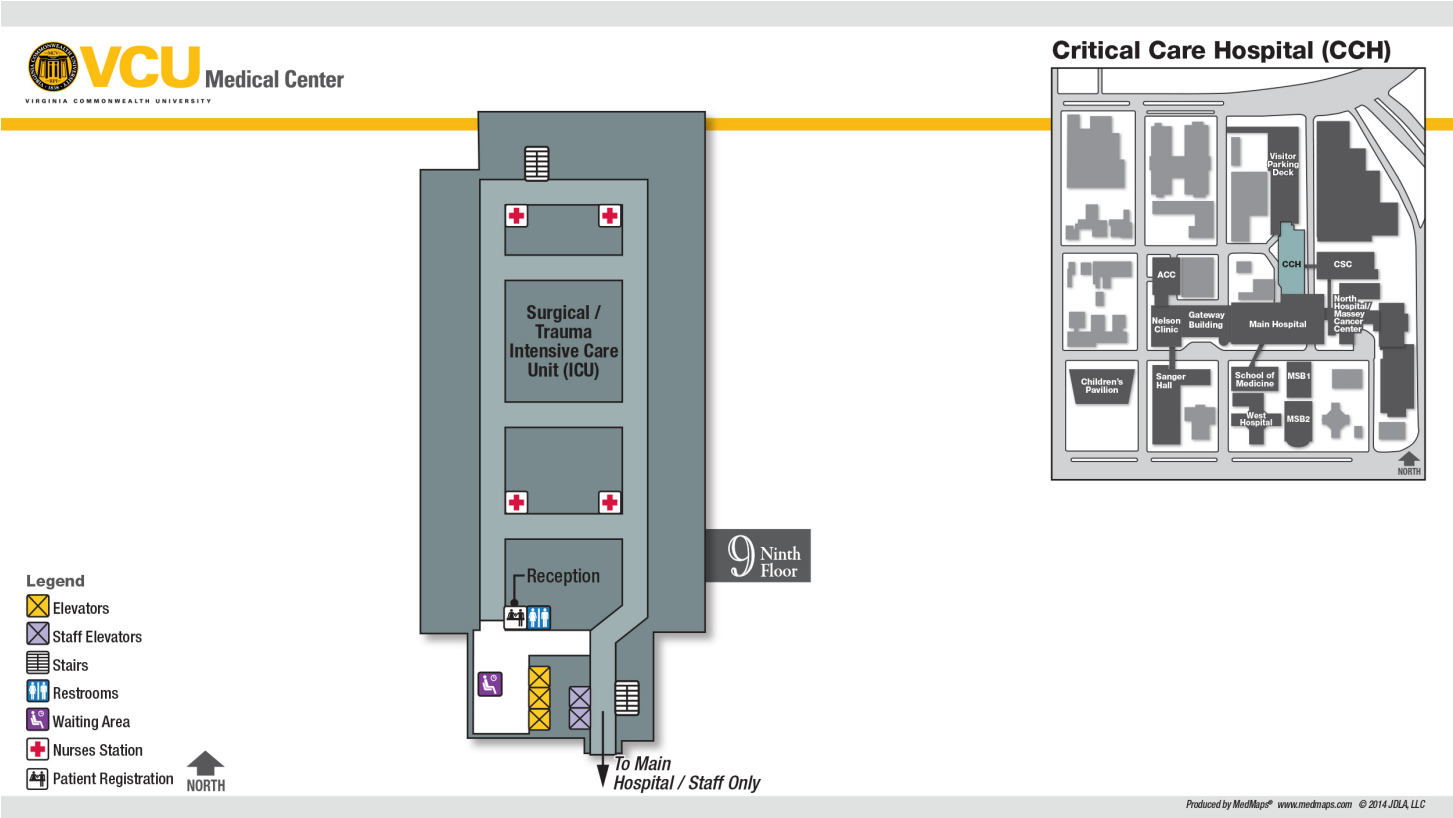 VCU Medical Center
VIRGINIA COMMONWEALTH UNIVERSITY
Critical Care Hospital (CCH)
Visitor
Parking
Deck
CCH
CSC
ACC
North
Hospital/
Massey
Cancer
Center
Nelson
Clinic
Gateway
Building
Main Hospital
Children's
Pavilion
Sanger
Hall
School of
Medicine
MSB1
West
Hospital
MSB2
NORTH
Surgical /
Trauma
Intensive Care
Unit (ICU)
9 Ninth
Floor
Reception
To Main
Hospital / Staff Only
Legend
Elevators
Staff Elevators
Stairs
Restrooms
Waiting Area
Nurses Station
Patient Registration
NORTH
Produced by MedMaps® www.medmaps.com © 2014 JDLA, LLC